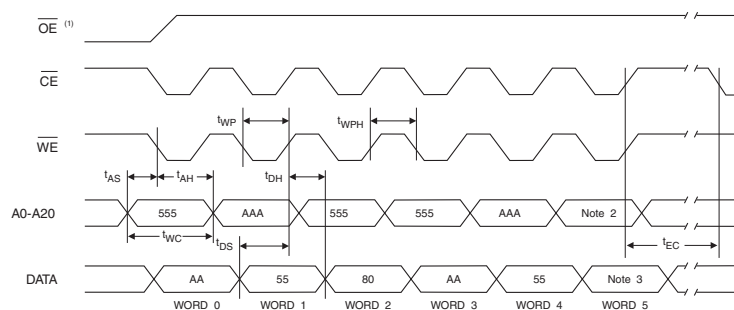 OE (1)
CE
tWP
tWPH
WE
tAS
tAH
tDH
A0-A20
555
AAA
555
555
AAA
Note 2
tWC
tDS
tEC
DATA
AA
55
80
AA
55
Note 3
WORD 0
WORD 1
WORD 2
WORD 3
WORD 4
WORD 5